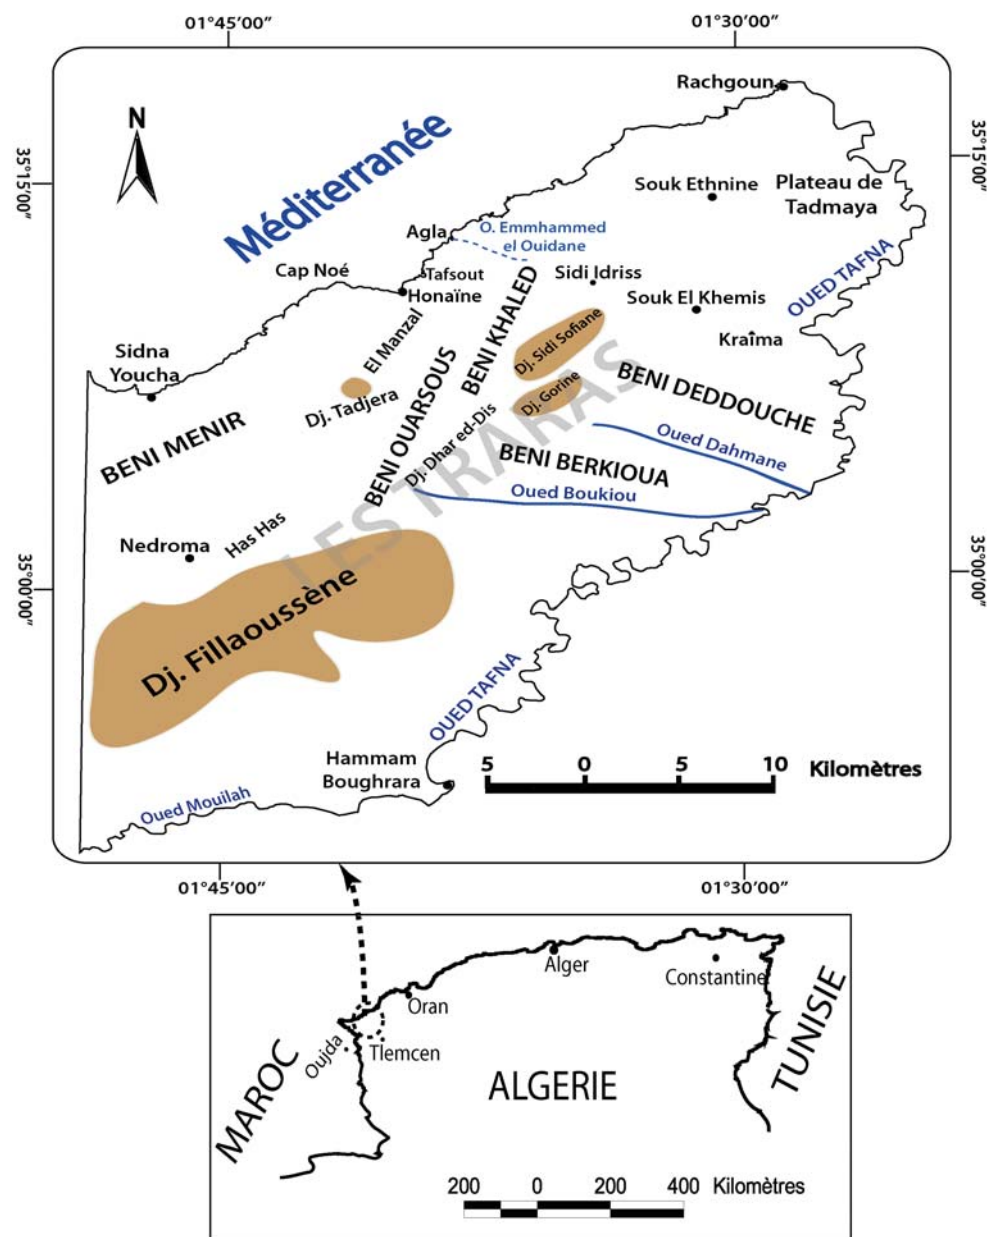 01°45'00"
01°30'00"
Rachgoun
N
35°15'00"
35°15'00"
Méditerranée
Souk Ethnine
Plateau de
Tadmaya
Agla
O. Emmhammed
el Ouidane
OUED TAFNA
Cap Noé
Tafsout
Honaïne
Sidi Idriss
Souk El Khemis
Kraîma
BENI KHALED
El Manzal
Dj. Sidi Sofiane
Sidna
Youcha
Dj. Tadjera
BENI OUARSOUS
Dj. Gorine
BENI DEDDOUCHE
BENI MENIR
Dj. Dhar ed-Dis
LES TRARAS
BENI BERKIOUA
Oued Dahmane
Oued Boukiou
Nedroma
Has Has
35°00'00"
35°00'00"
Dj. Fillaoussène
OUED TAFNA
Hammam
Boughrara
5 0 5 10 Kilomètres
Oued Mouilah
01°45'00"
01°30'00"
Alger
Constantine
Oran
Oujda
Tlemcen
MAROC
ALGERIE
TUNISIE
200 0 200 400 Kilomètres